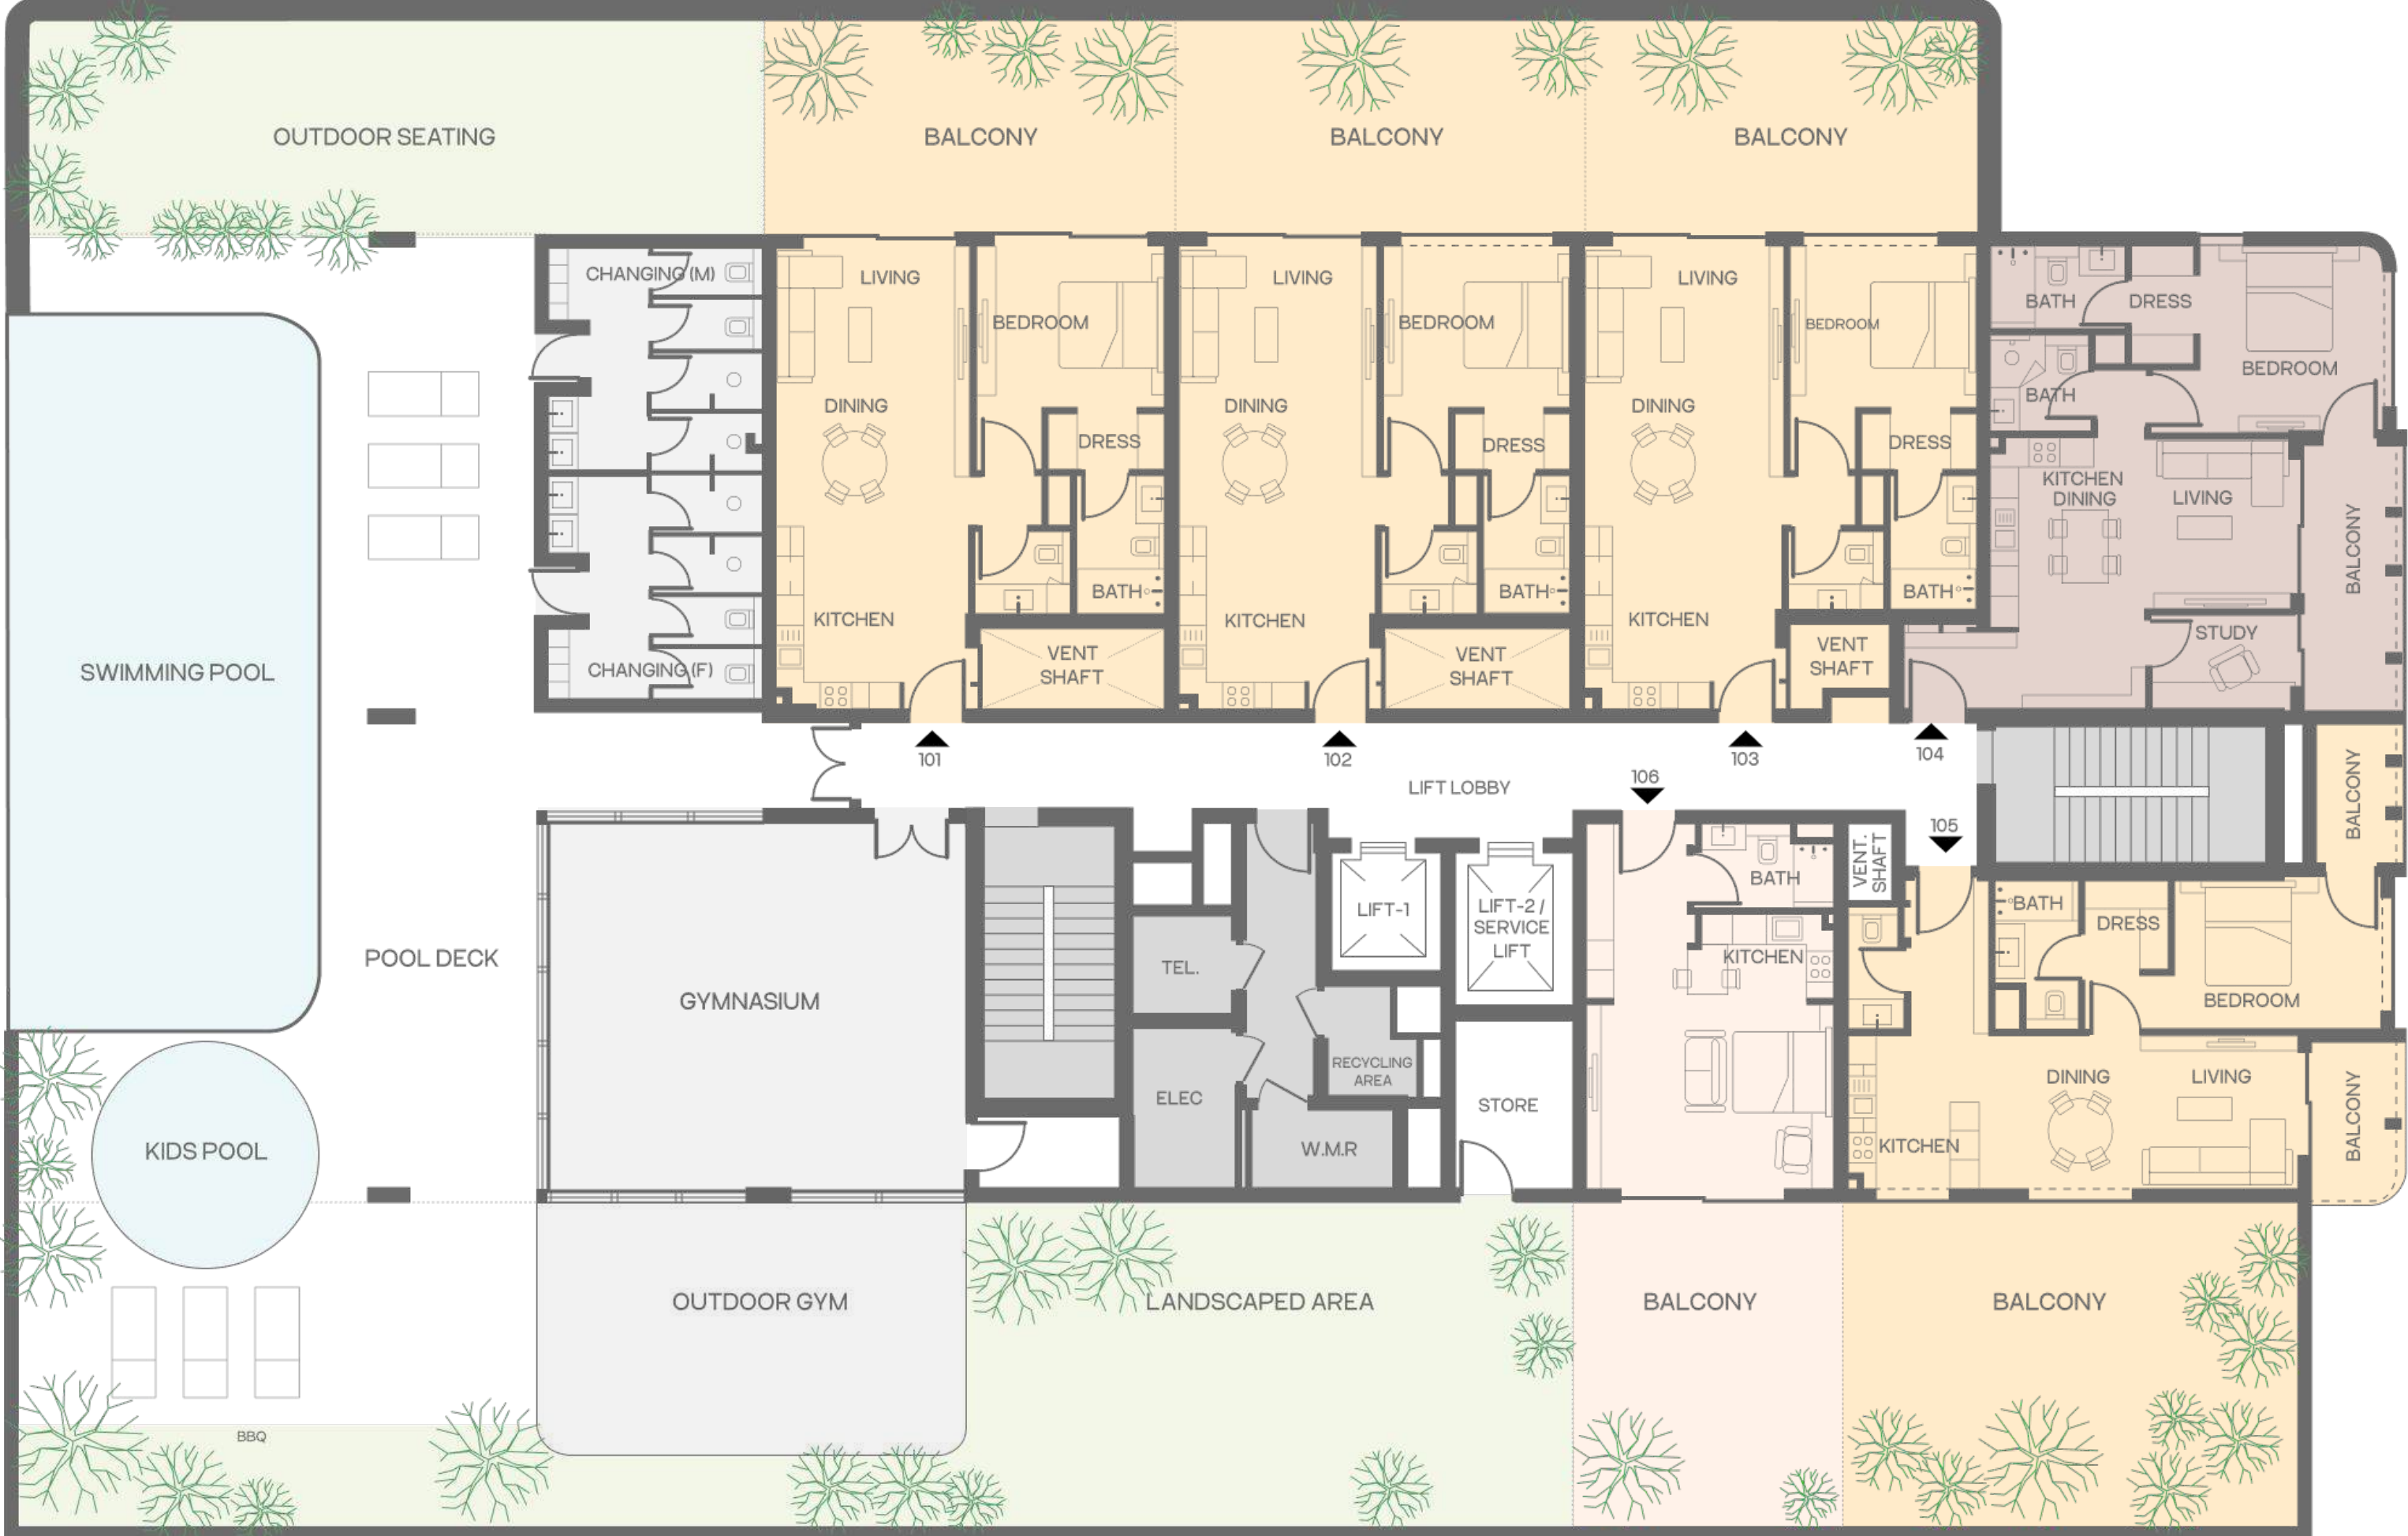 OUTDOOR SEATING
BALCONY
BALCONY
BALCONY
CHANGING (M)
LIVING
BEDROOM
DINING
DRESS
BATH
KITCHEN
VENT
SHAFT
LIVING
BEDROOM
DINING
DRESS
BATH
KITCHEN
VENT
SHAFT
LIVING
BEDROOM
DINING
DRESS
BATH
KITCHEN
VENT
SHAFT
BATH
DRESS
BEDROOM
BATH
KITCHEN
DINING
LIVING
BALCONY
STUDY
SWIMMING POOL
CHANGING (F)
101
102
103
104
106
LIFT LOBBY
105
BALCONY
POOL DECK
GYMNASIUM
TEL.
ELEC
RECYCLING
AREA
W.M.R
LIFT-1
LIFT-2 /
SERVICE
LIFT
STORE
BATH
KITCHEN
VENT.
SHAFT
BATH
DRESS
BEDROOM
DINING
LIVING
KITCHEN
BALCONY
KIDS POOL
OUTDOOR GYM
LANDSCAPED AREA
BALCONY
BALCONY
BBQ